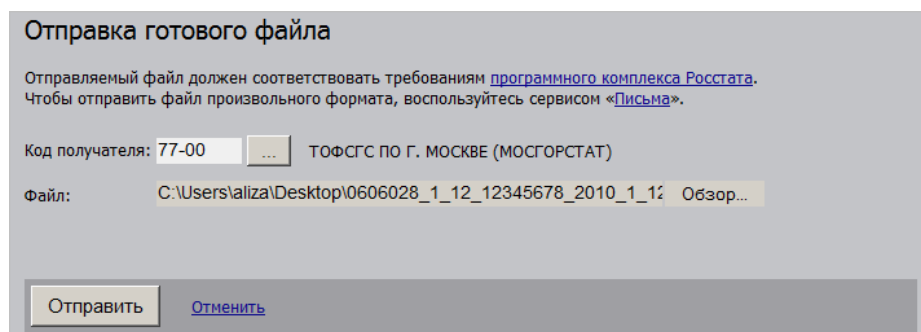 Отправка готового файла
Отправляемый файл должен соответствовать требованиям программного комплекса Росстата.
Чтобы отправить файл произвольного формата, воспользуйтесь сервисом «Письма».
Код получателя: 77-00 ... ТОФСГС ПО Г. МОСКВЕ (МОСГОРСТАТ)
Файл: C:\Users\aliza\Desktop\0606028_1_12_12345678_2010_1_12 Обзор...
Отправить Отменить